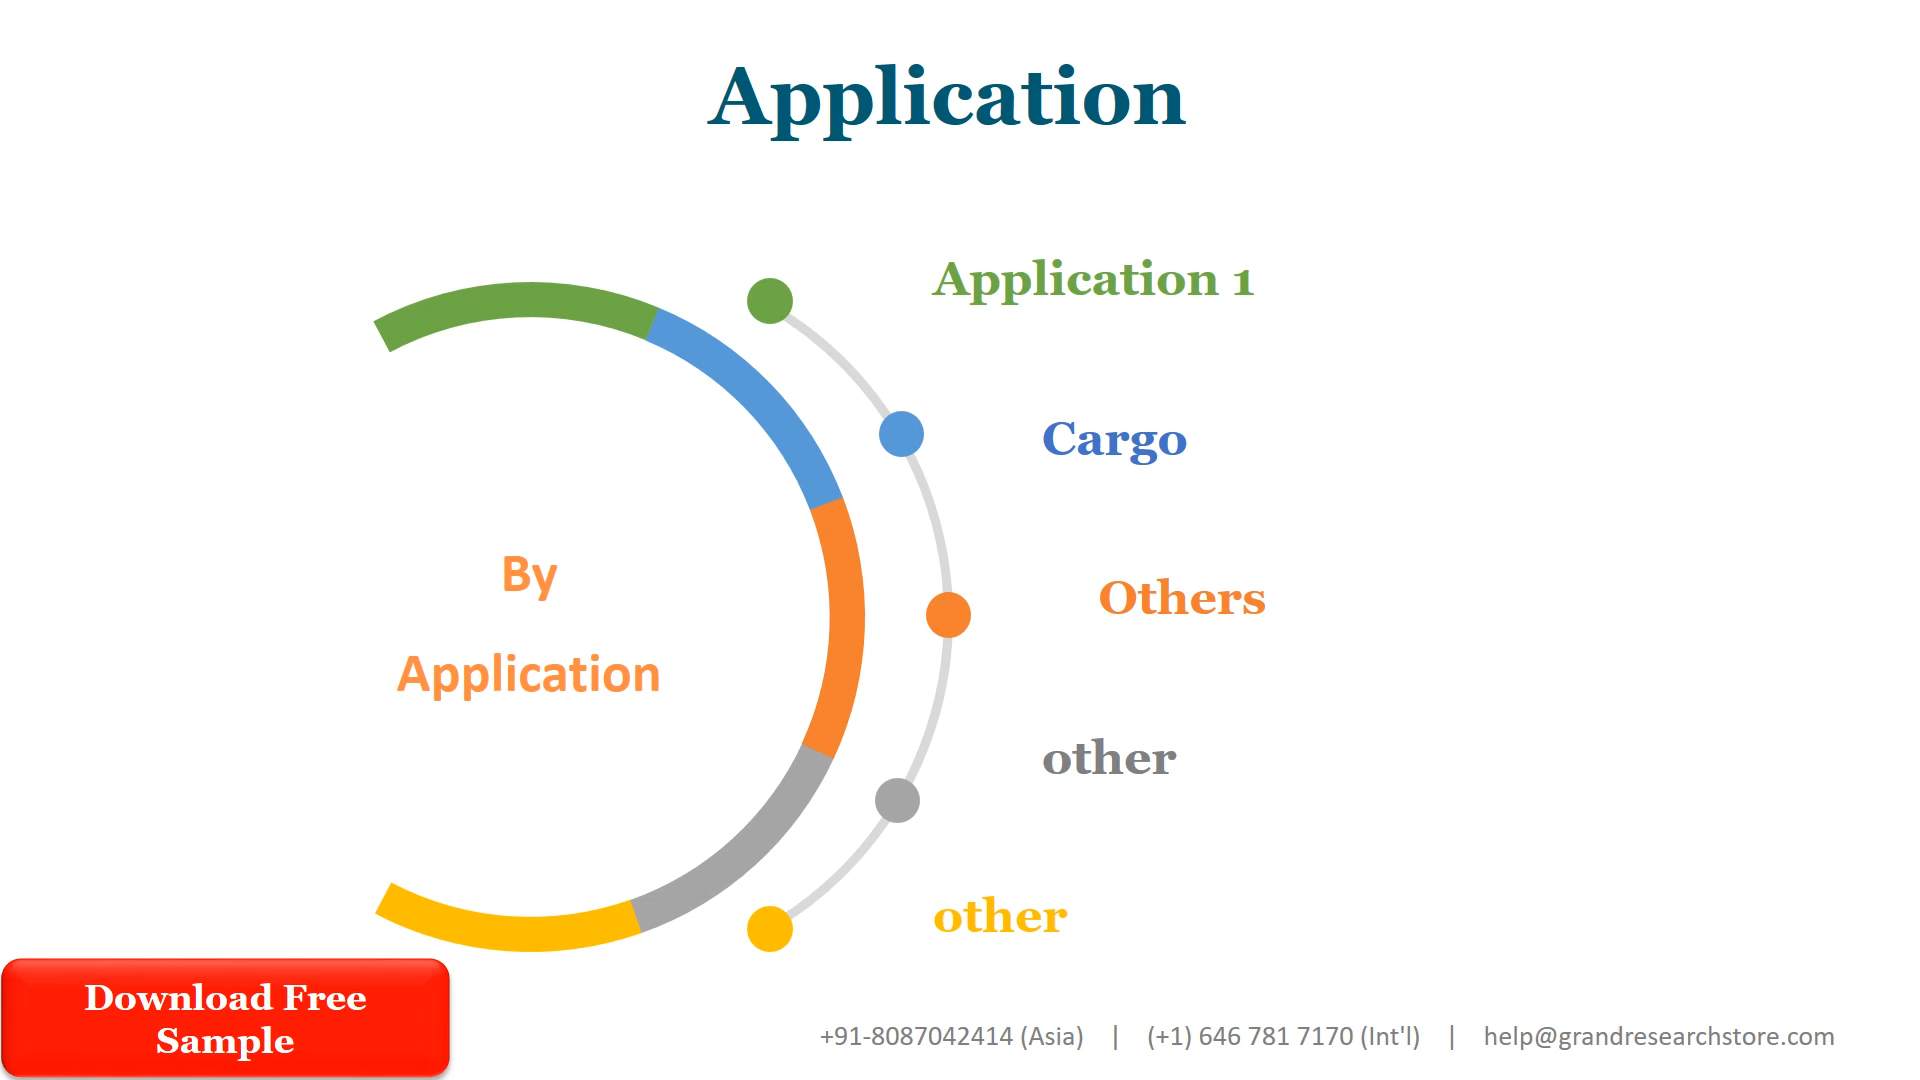 Application
Application 1
Cargo
By
Application
Others
other
other
Download Free
Sample
+91-8087042414 (Asia) | (+1) 646 781 7170 (Int'l) | help@grandresearchstore.com